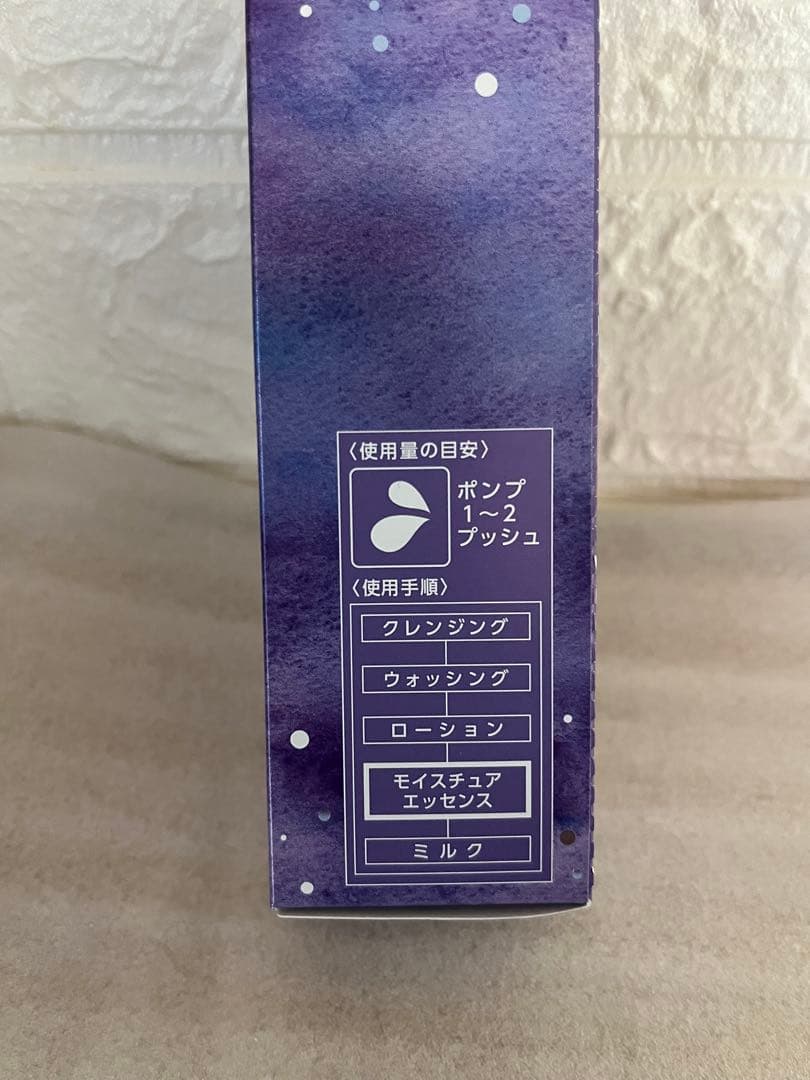 〈使用量の目安〉
ポンプ
1〜2
プッシュ
〈使用手順〉
クレンジング
ウォッシング
ローション
モイスチュア
エッセンス
ミルク